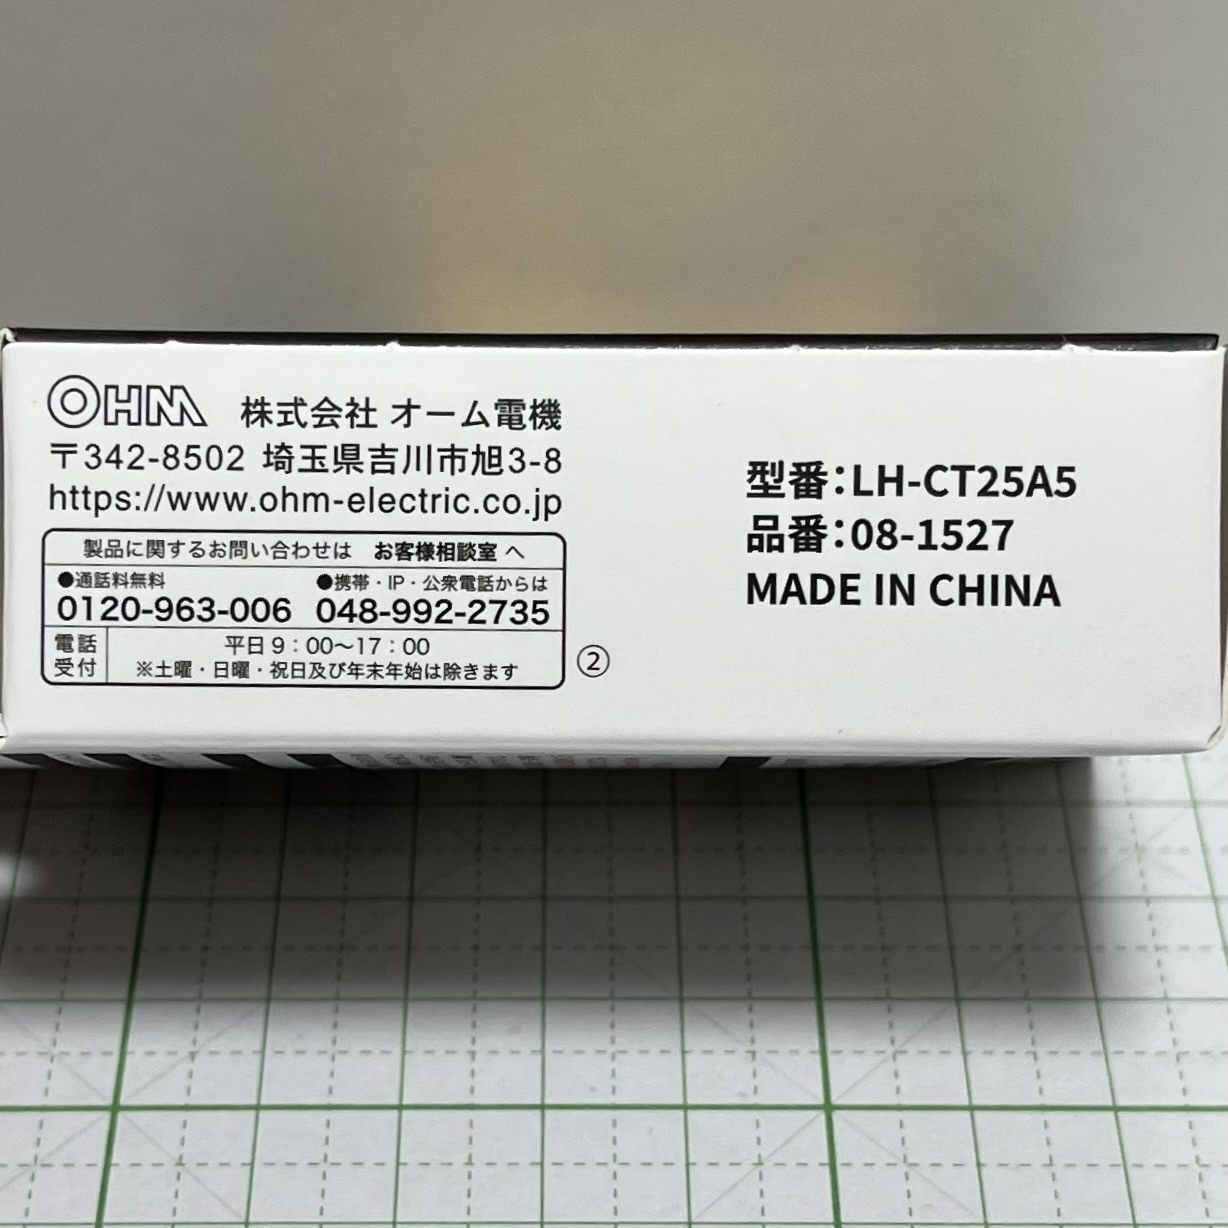 OHM 株式会社 オーム電機
〒342-8502 埼玉県吉川市旭3-8
https://www.ohm-electric.co.jp
製品に関するお問い合わせは お客様相談室 へ
●通話料無料 ●携帯・IP・公衆電話からは
0120-963-006 048-992-2735
電話受付 平日 9：00～17：00
※土曜・日曜・祝日及び年末年始は除きます
②
型番：LH-CT25A5
品番：08-1527
MADE IN CHINA